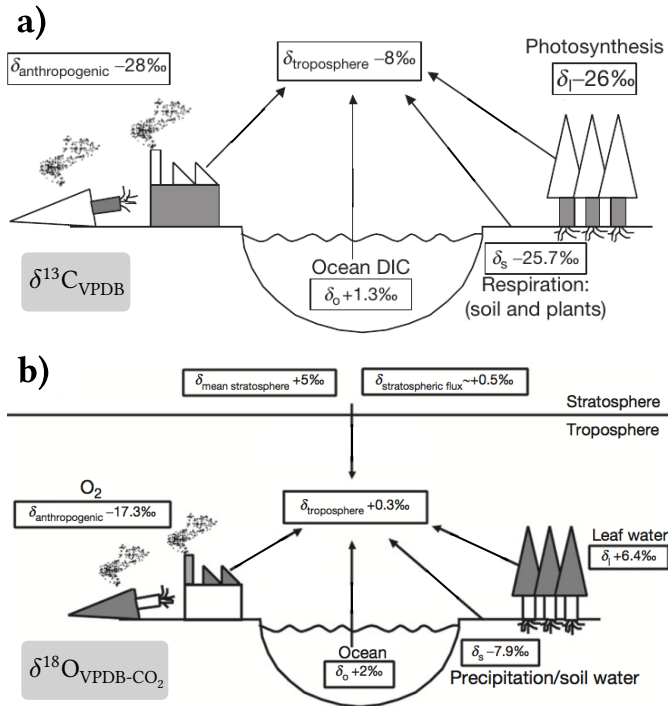 a)
δanthropogenic −28‰
δtroposphere −8‰
Photosynthesis
δl−26‰
δs −25.7‰
Ocean DIC
δo +1.3‰
Respiration:
(soil and plants)
δ¹³CVPDB
b)
δmean stratosphere +5‰
δstratospheric flux~+0.5‰
Stratosphere
Troposphere
O₂
δanthropogenic −17.3‰
δtroposphere +0.3‰
Leaf water
δl +6.4‰
Ocean
δo +2‰
δs −7.9‰
Precipitation/soil water
δ¹⁸OVPDB-CO₂